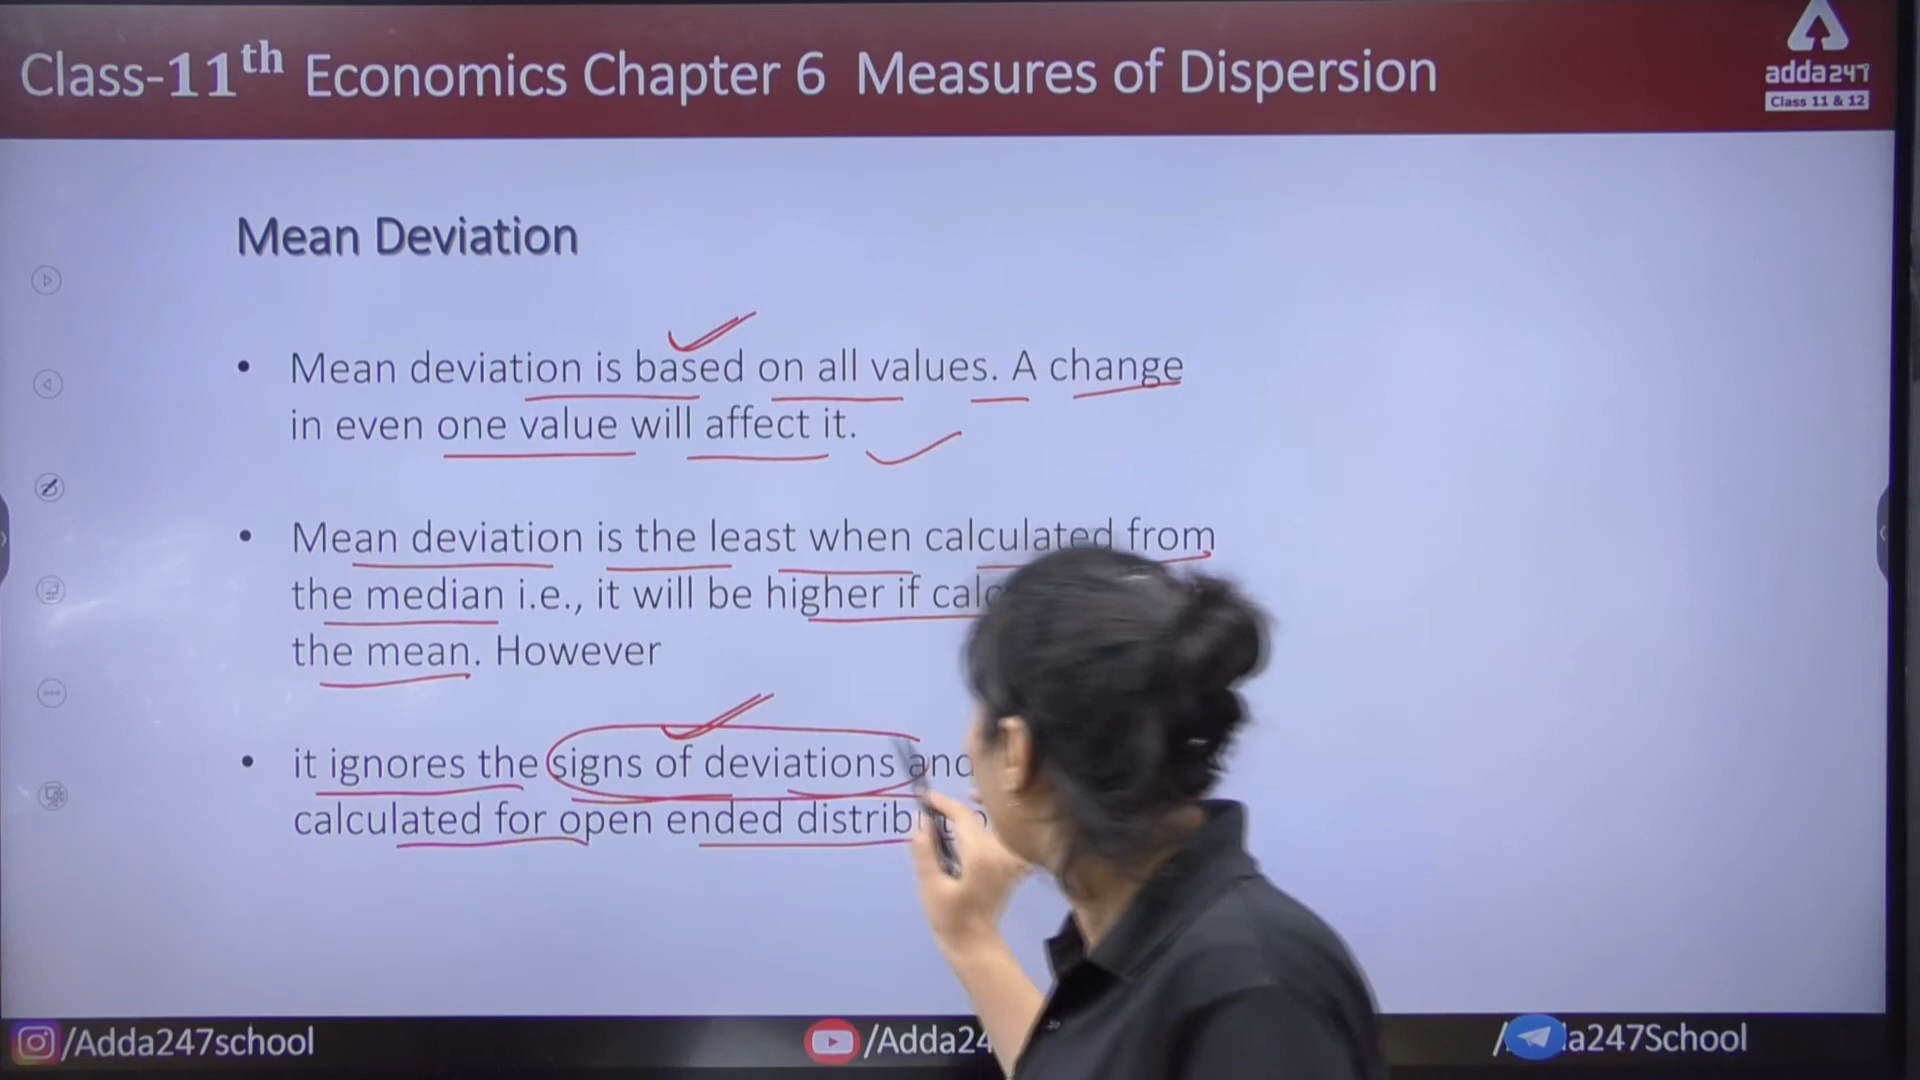 Class-11th Economics Chapter 6 Measures of Dispersion
adda247
Class 11 & 12
Mean Deviation
• Mean deviation is based on all values. A change
in even one value will affect it.
• Mean deviation is the least when calculated from
the median i.e., it will be higher if
the mean. However
• it ignores the signs of deviations and
calculated for open ended
/Adda247school
/Adda24
a247School